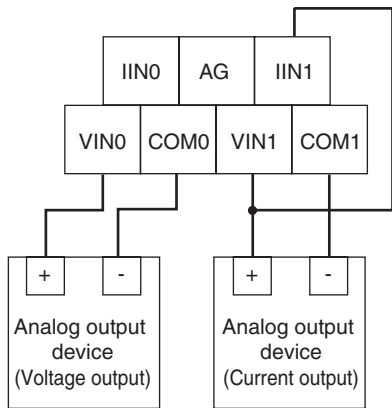 IIN0 AG IIN1
VIN0 COM0 VIN1 COM1
+ - + -
Analog output
device
(Voltage output)
Analog output
device
(Current output)